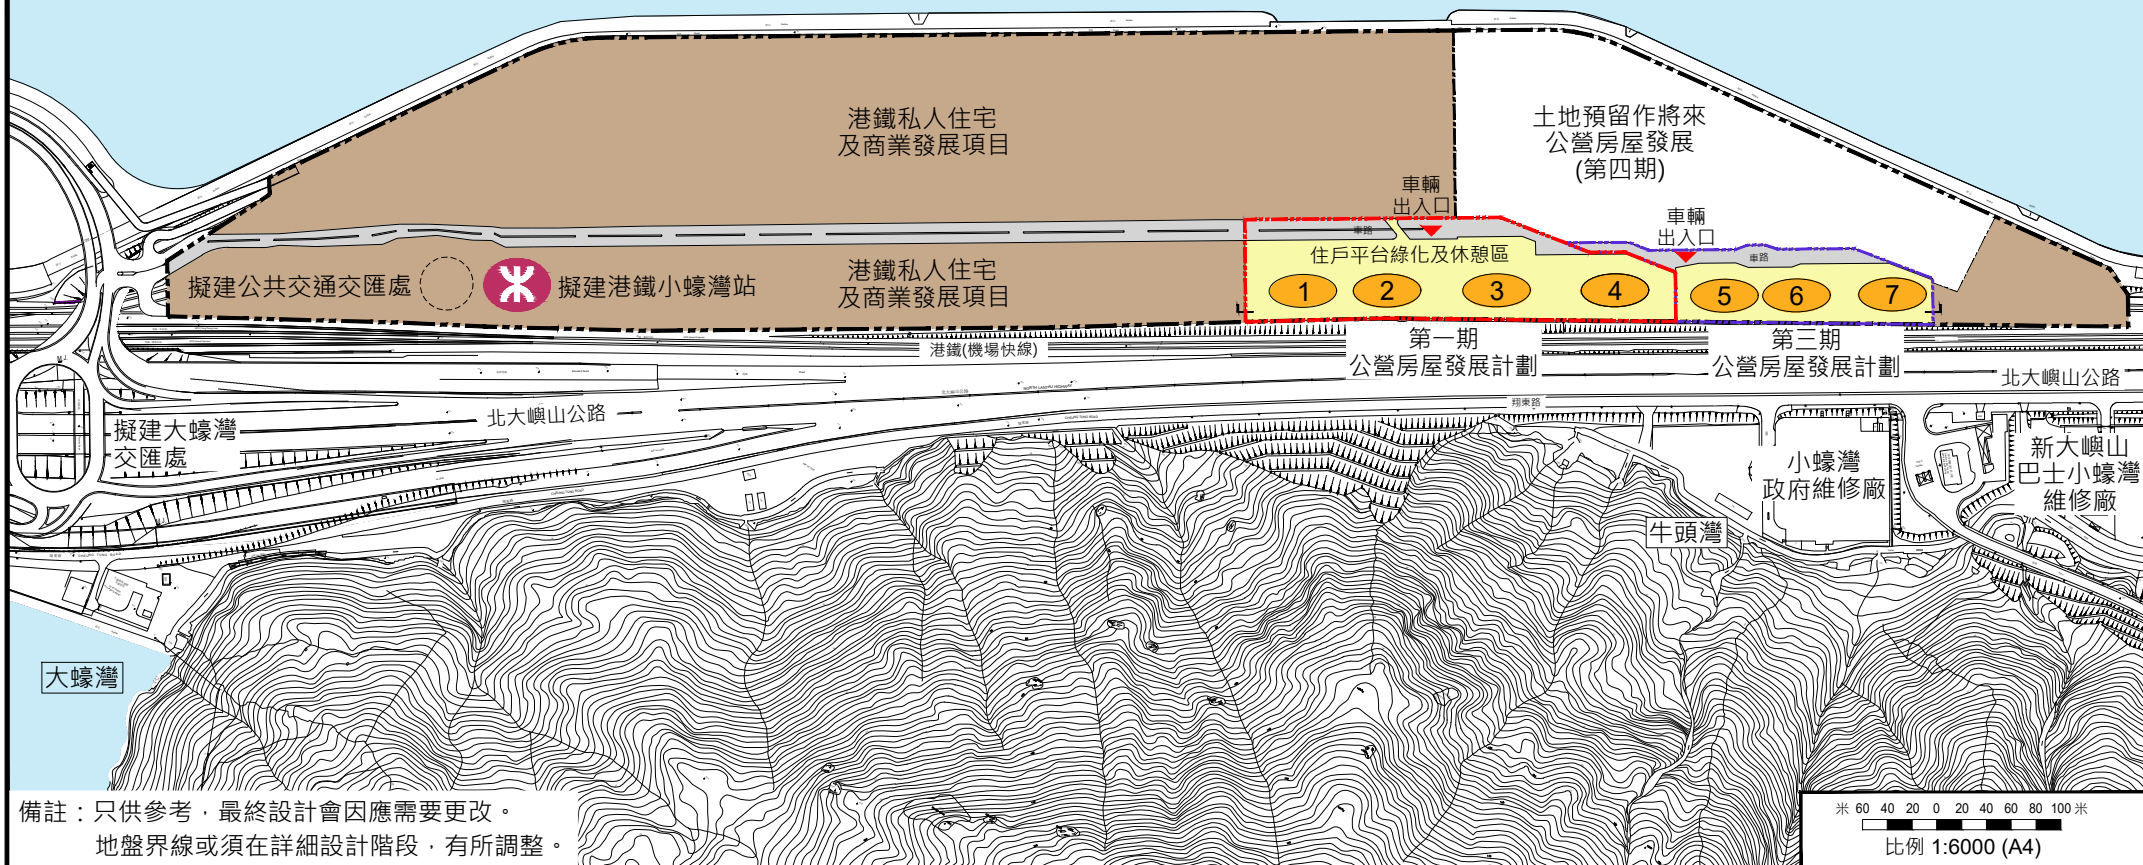 港鐵私人住宅
及商業發展項目
土地預留作將來
公營房屋發展
(第四期)
車輛
出入口
車輛
出入口
車路
車路
住戶平台綠化及休憩區
擬建公共交通交匯處
擬建港鐵小蠔灣站
港鐵私人住宅
及商業發展項目
1
2
3
4
5
6
7
港鐵(機場快線)
第一期
公營房屋發展計劃
第三期
公營房屋發展計劃
北大嶼山公路
北大嶼山公路
NORTH LANTAU HIGHWAY
翔東路
擬建大蠔灣
交匯處
小蠔灣
政府維修廠
新大嶼山
巴士小蠔灣
維修廠
牛頭灣
大蠔灣
備註：只供參考，最終設計會因應需要更改。
地盤界線或須在詳細設計階段，有所調整。
米 60 40 20 0 20 40 60 80 100 米
比例 1:6000 (A4)